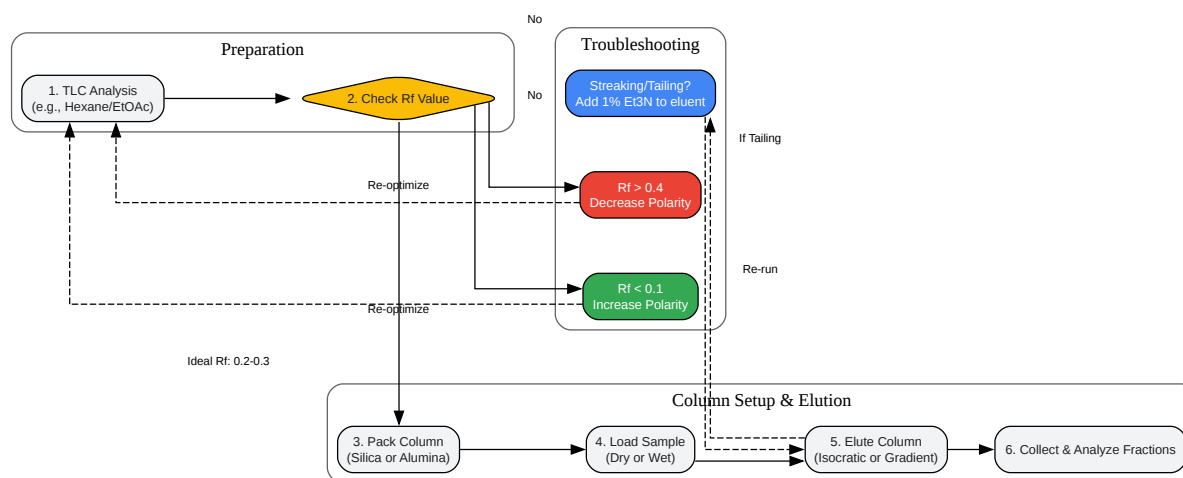 No
Preparation
Troubleshooting
1. TLC Analysis
(e.g., Hexane/EtOAc)
2. Check Rf Value
No
Streaking/Tailing?
Add 1% Et3N to eluent
If Tailing
Re-optimize
Rf > 0.4
Decrease Polarity
Re-run
Rf < 0.1
Increase Polarity
Re-optimize
Ideal Rf: 0.2-0.3
Column Setup & Elution
3. Pack Column
(Silica or Alumina)
4. Load Sample
(Dry or Wet)
5. Elute Column
(Isocratic or Gradient)
6. Collect & Analyze Fractions